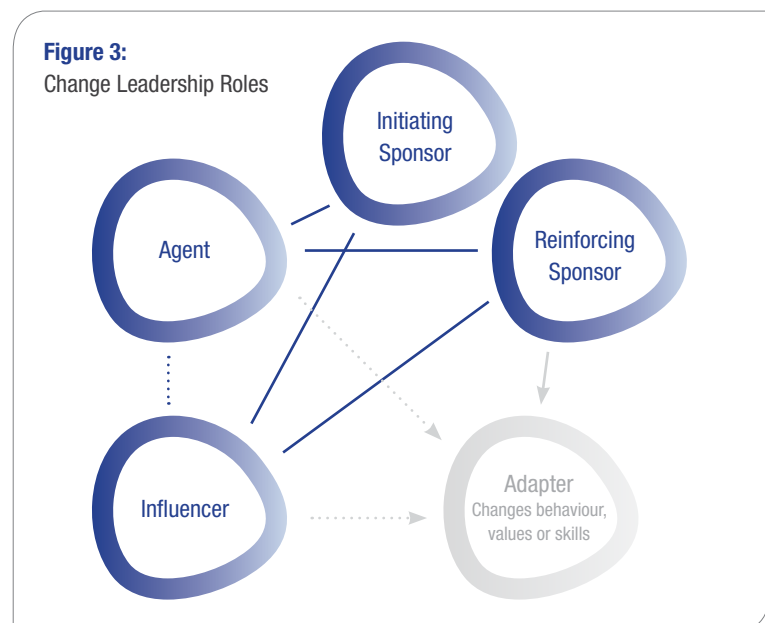 Figure 3:
Change Leadership Roles
Initiating
Sponsor
Agent
Reinforcing
Sponsor
Influencer
Adapter
Changes behaviour,
values or skills